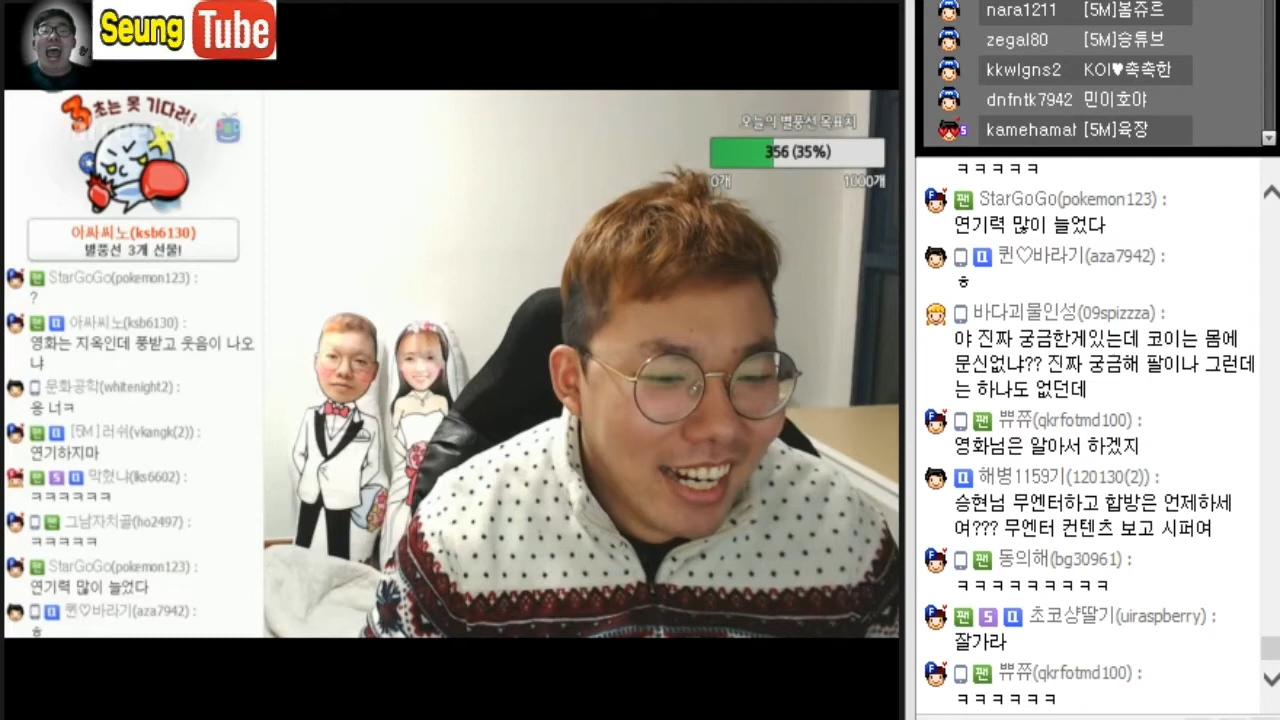 Seung Tube
3초는 못 기다려!
아싸씨노(ksb6130)
별풍선 3개 선물!
StarGoGo(pokemon123) :
?
아싸씨노(ksb6130) :
영화는 지옥인데 풍받고 웃음이 나오
냐
문화공학(whitenight2) :
응 너ㅋ
[5M]러쉬(vkangk(2)) :
연기하지마
막혔냐(lks6602) :
ㅋㅋㅋㅋㅋㅋ
그남자치골(ho2497) :
ㅋㅋㅋㅋㅋ
StarGoGo(pokemon123) :
연기력 많이 늘었다
퀸♡바라기(aza7942) :
ㅎ
오늘의 별풍선 목표치
356 (35%)
0개 1000개
nara1211 [5M]봄쥬르
zegal80 [5M]승튜브
kkwlgns2 KOI♥촉촉한
dnfntk7942 민이호야
kamehamah [5M]육장
ㅋㅋㅋㅋㅋ
StarGoGo(pokemon123) :
연기력 많이 늘었다
퀸♡바라기(aza7942) :
ㅎ
바다괴물인성(09spizzza) :
야 진짜 궁금한게있는데 코이는 몸에
문신없냐?? 진짜 궁금해 팔이나 그런데
는 하나도 없던데
쀼쮸(qkrfotmd100) :
영화님은 알아서 하겠지
해병1159기(120130(2)) :
승현님 무엔터하고 합방은 언제하세
여??? 무엔터 컨텐츠 보고 시퍼여
동의해(bg30961) :
ㅋㅋㅋㅋㅋㅋㅋㅋㅋ
초코샹딸기(uiraspberry) :
잘가라
쀼쮸(qkrfotmd100) :
ㅋㅋㅋㅋㅋㅋ